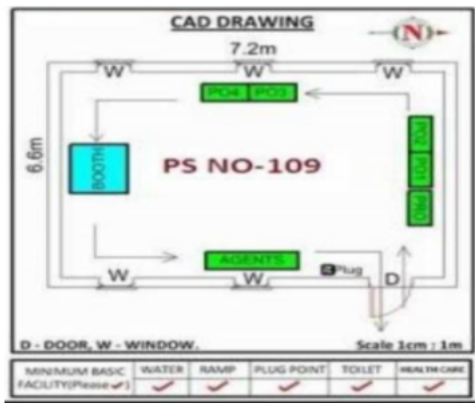 CAD DRAWING
N
7.2m
W W W
PO4 PO3
6.6m
BOOTH
PS NO-109
PO2
PO1
PRO
AGENTS
Plug
W W D
D - DOOR, W - WINDOW.
Scale 1cm : 1m
MINIMUM BASIC FACILITY(Please ✓)
WATER
RAMP
PLUG POINT
TOILET
HEALTH CARE